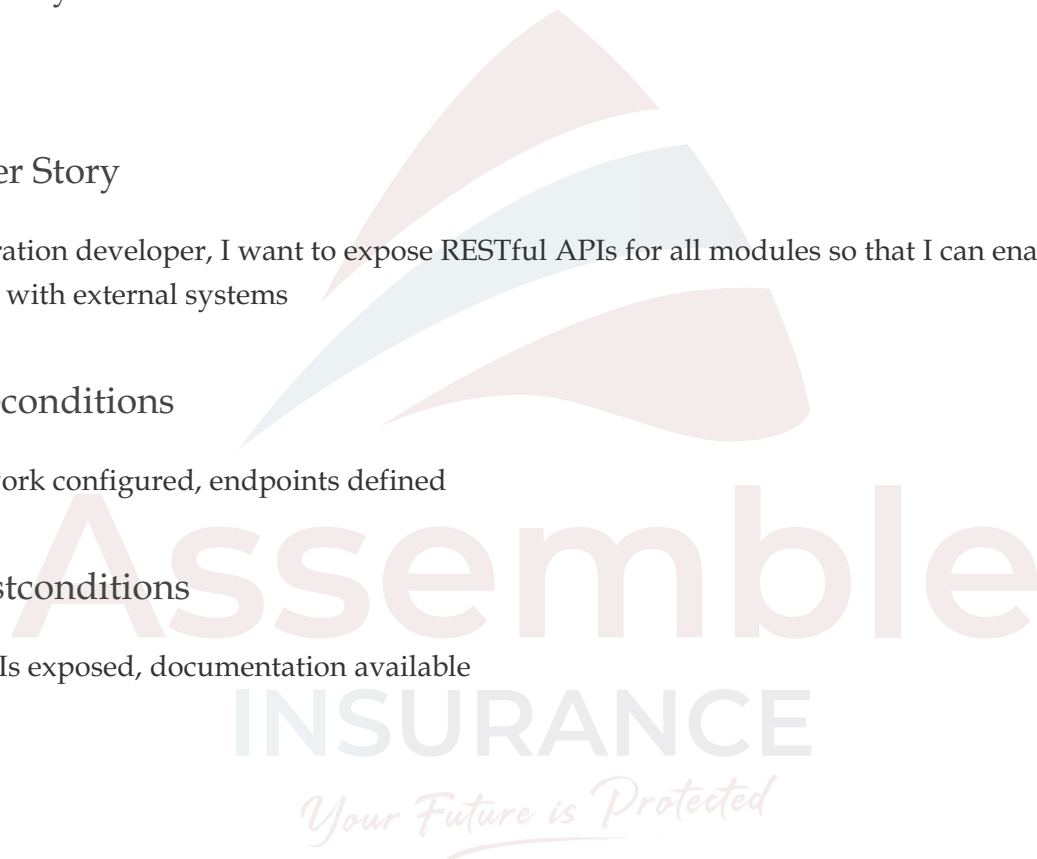 er Story
ration developer, I want to expose RESTful APIs for all modules so that I can ena
with external systems
conditions
ork configured, endpoints defined
stconditions
Is exposed, documentation available
Assemble
INSURANCE
Your Future is Protected